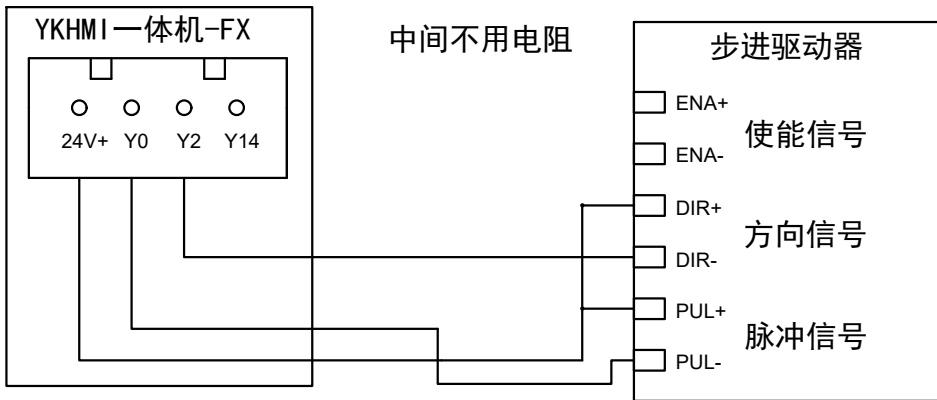 YKHMI一体机-FX
中间不用电阻
步进驱动器
24V+ Y0 Y2 Y14
ENA+
使能信号
ENA-
DIR+
方向信号
DIR-
PUL+
脉冲信号
PUL-